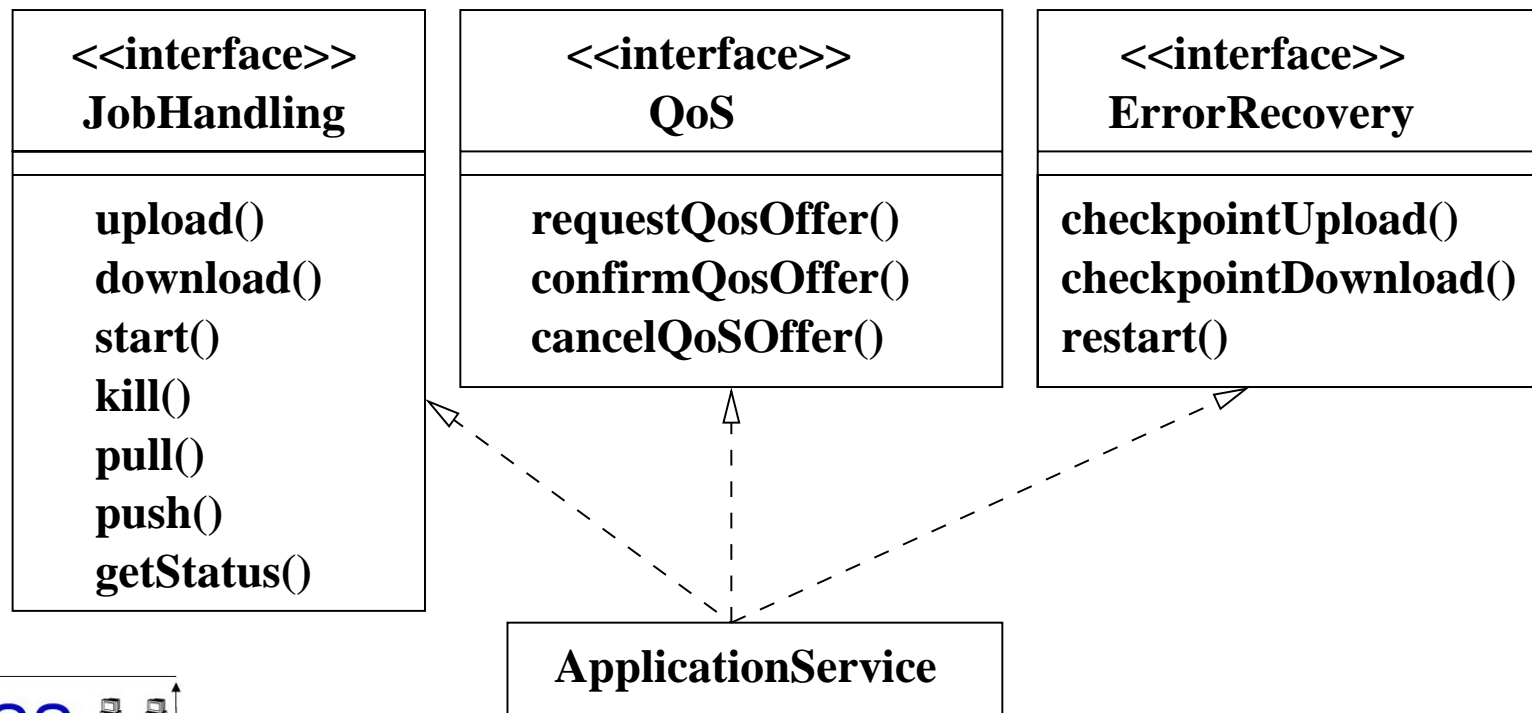 <<interface>>
JobHandling
upload()
download()
start()
kill()
pull()
push()
getStatus()
<<interface>>
QoS
requestQosOffer()
confirmQosOffer()
cancelQoSOffer()
<<interface>>
ErrorRecovery
checkpointUpload()
checkpointDownload()
restart()
ApplicationService